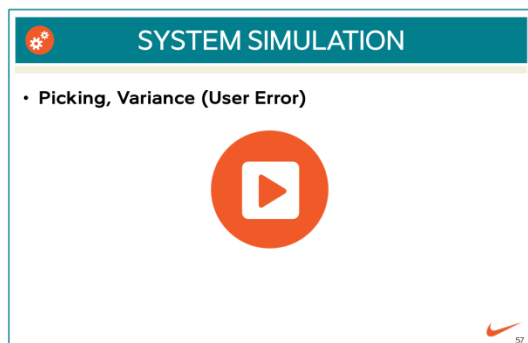 SYSTEM SIMULATION
• Picking, Variance (User Error)
57